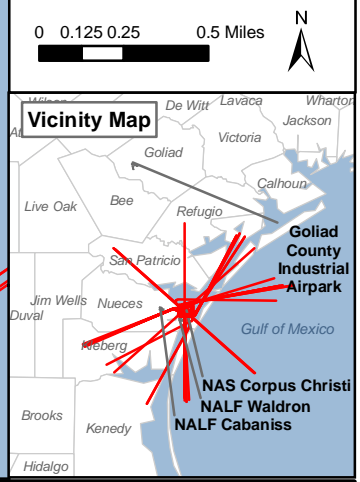 N
0 0.125 0.25 0.5 Miles
Vicinity Map
De Witt
Lavaca
Wharton
Jackson
Goliad
Victoria
Bee
Calhoun
Live Oak
Refugio
Goliad
County
Industrial
Airpark
San Patricio
Jim Wells
Nueces
Duval
Gulf of Mexico
Kleberg
NAS Corpus Christi
NALF Waldron
NALF Cabaniss
Brooks
Kenedy
Hidalgo